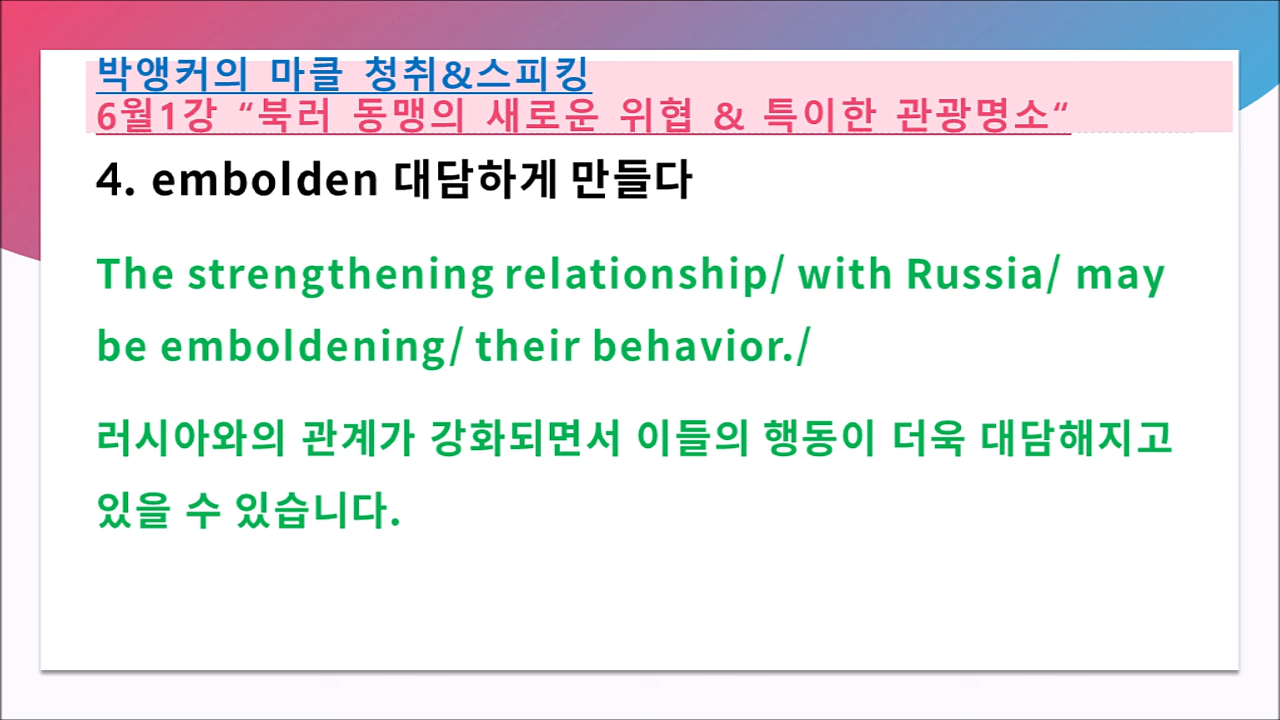 박앵커의 마클 청취&스피킹
6월1강 “북러 동맹의 새로운 위협 & 특이한 관광명소“
4. embolden 대담하게 만들다
The strengthening relationship/ with Russia/ may
be emboldening/ their behavior./
러시아와의 관계가 강화되면서 이들의 행동이 더욱 대담해지고
있을 수 있습니다.